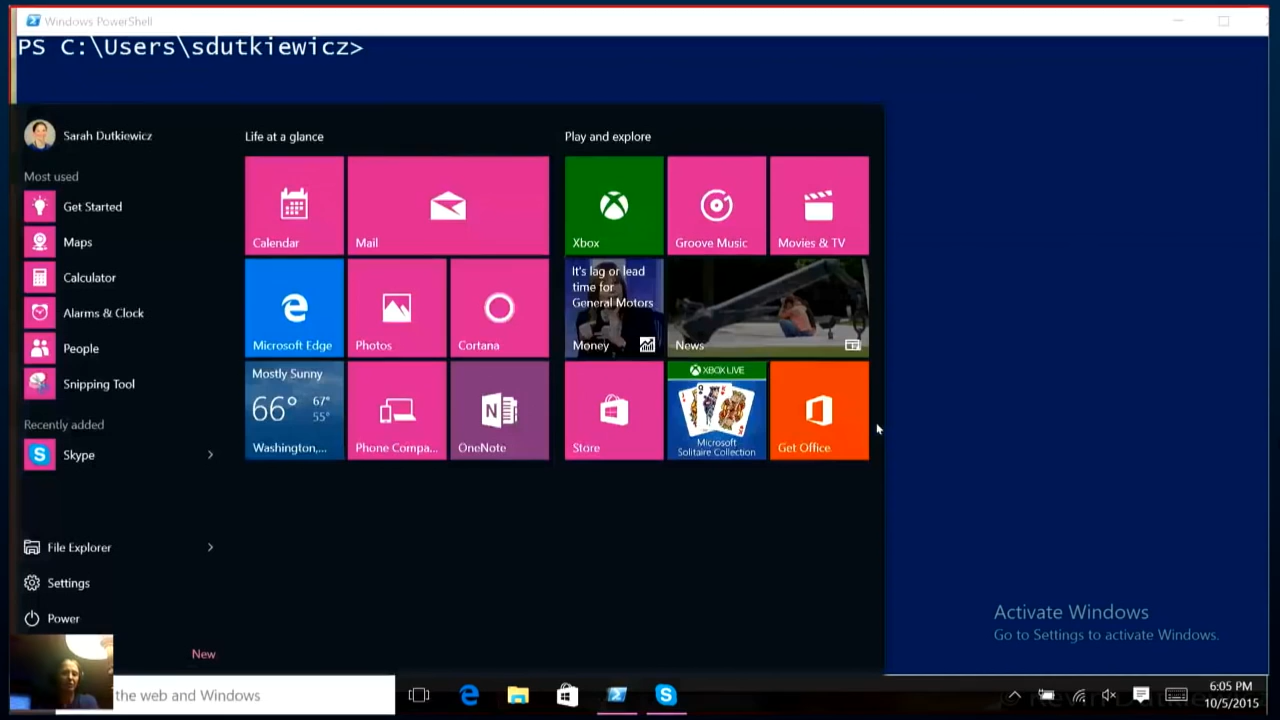 Windows PowerShell
PS C:\Users\sdutkiewicz>
Sarah Dutkiewicz
Most used
Get Started
Maps
Calculator
Alarms & Clock
People
Snipping Tool
Recently added
Skype
File Explorer
Settings
Power
New
Life at a glance
Calendar
Mail
Microsoft Edge
Photos
Cortana
Mostly Sunny
66° 67°
55°
Washington,...
Phone Compa...
OneNote
Play and explore
Xbox
Groove Music
Movies & TV
It's lag or lead
time for
General Motors
Money
News
Store
XBOX LIVE
Microsoft
Solitaire Collection
Get Office
Activate Windows
Go to Settings to activate Windows.
the web and Windows
6:05 PM
10/5/2015